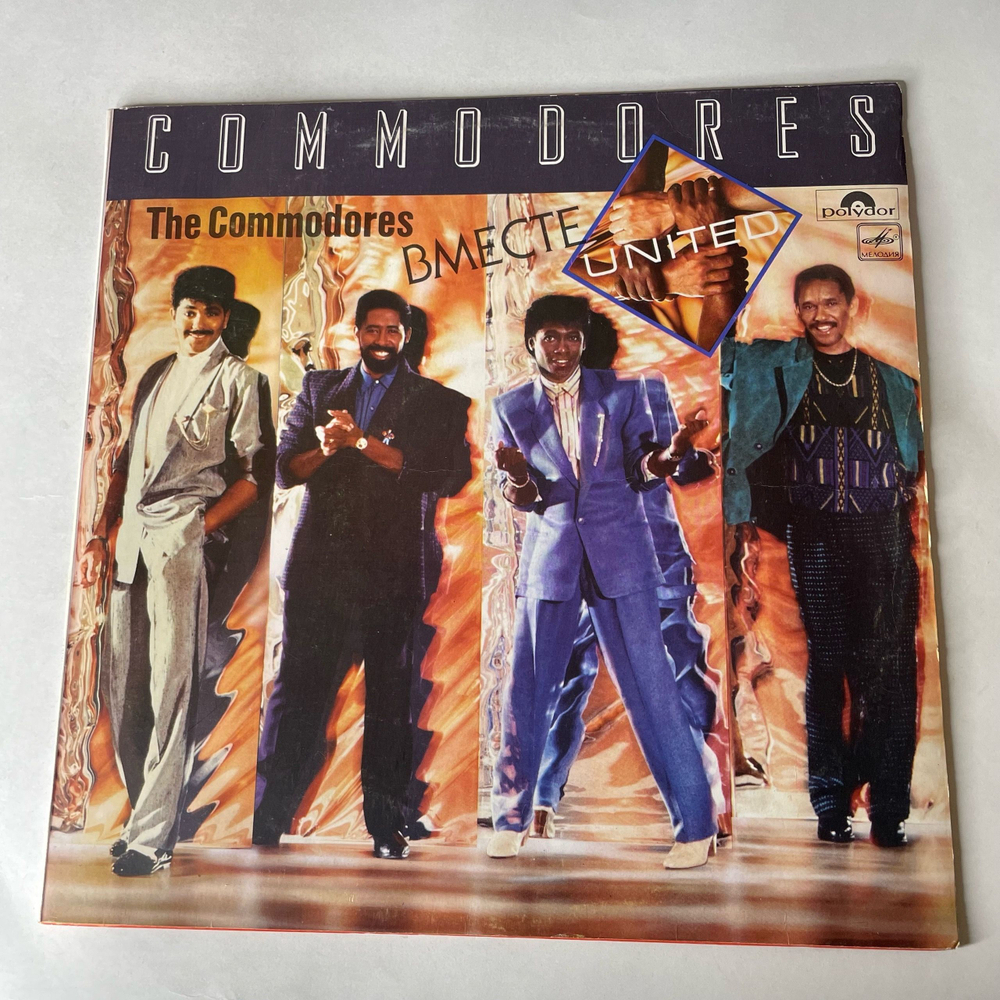 COMMODORES
The Commodores
ВМЕСТЕ
UNITED
polydor
МЕЛОДИЯ